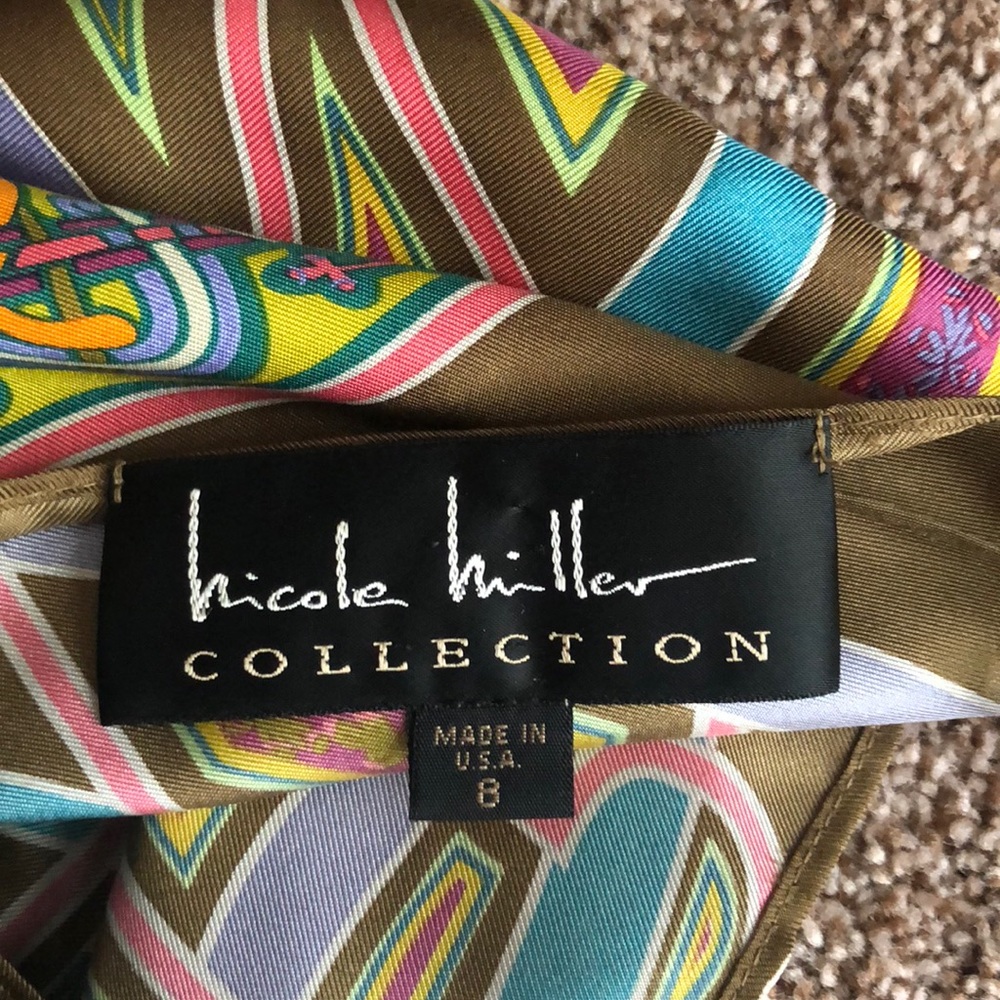 nicole miller
COLLECTION
MADE IN
U.S.A.
8